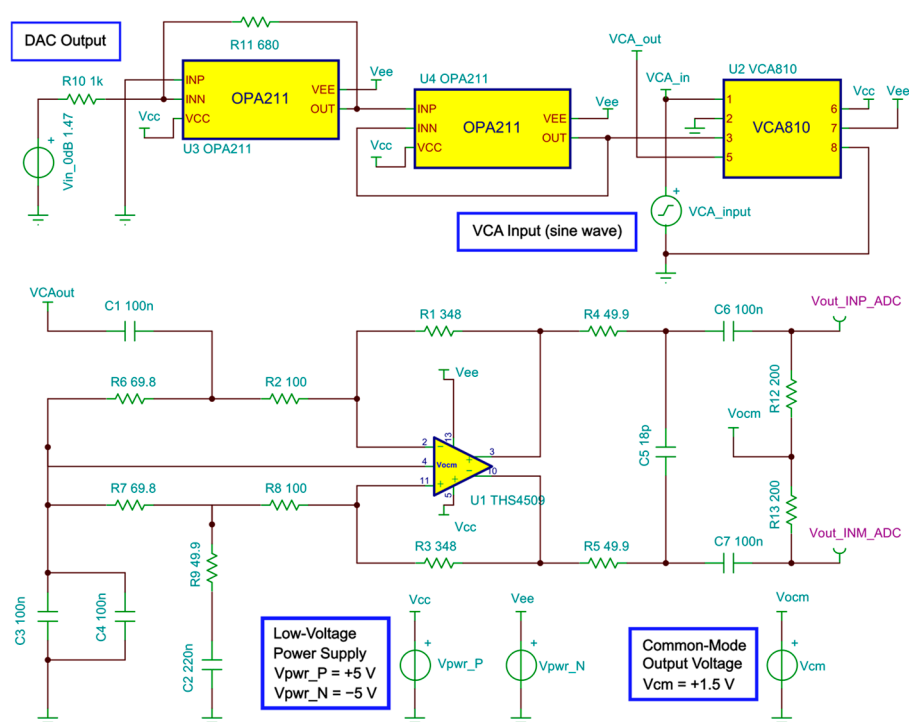 DAC Output
R11 680
VCA_out
R10 1k
INP
INN
VCC
OPA211
VEE
OUT
Vee
U3 OPA211
Vcc
Vin_0dB 1.47
+
U4 OPA211
INP
INN
VCC
OPA211
VEE
OUT
Vee
Vcc
VCA_in
U2 VCA810
1
2
3
5
VCA810
6
7
8
Vcc
Vee
+
VCA_input
VCA Input (sine wave)
VCAout
C1 100n
R1 348
R4 49.9
C6 100n
Vout_INP_ADC
R6 69.8
R2 100
Vee
R12 200
Vocm
C5 18p
13
2
4
11
Vocm
3
10
5
U1 THS4509
Vcc
R7 69.8
R8 100
R13 200
R9 49.9
R3 348
R5 49.9
C7 100n
Vout_INM_ADC
C3 100n
C4 100n
C2 220n
Low-Voltage
Power Supply
Vpwr_P = +5 V
Vpwr_N = −5 V
Vcc
+
Vpwr_P
Vee
+
Vpwr_N
Common-Mode
Output Voltage
Vcm = +1.5 V
Vocm
+
Vcm